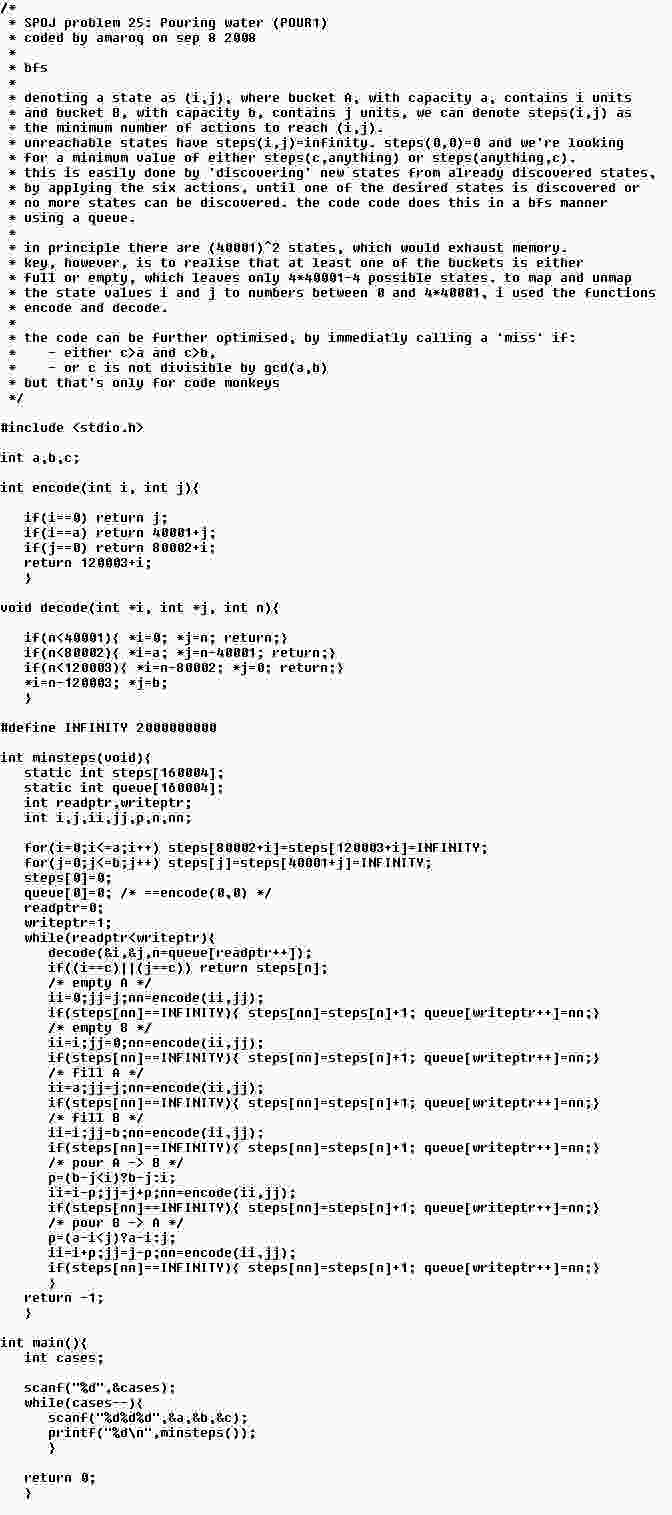 /*
 * SPOJ problem 25: Pouring water (POUR1)
 * coded by amaroq on sep 8 2008
 *
 * bfs
 *
 * denoting a state as (i,j), where bucket A, with capacity a, contains i units
 * and bucket B, with capacity b, contains j units, we can denote steps(i,j) as
 * the minimum number of actions to reach (i,j).
 * unreachable states have steps(i,j)=infinity. steps(0,0)=0 and we're looking
 * for a minimum value of either steps(c,anything) or steps(anything,c).
 * this is easily done by 'discovering' new states from already discovered states,
 * by applying the six actions, until one of the desired states is discovered or
 * no more states can be discovered. the code code does this in a bfs manner
 * using a queue.
 *
 * in principle there are (40001)^2 states, which would exhaust memory.
 * key, however, is to realise that at least one of the buckets is either
 * full or empty, which leaves only 4*40001-4 possible states. to map and unmap
 * the state values i and j to numbers between 0 and 4*40001, i used the functions
 * encode and decode.
 *
 * the code can be further optimised, by immediatly calling a 'miss' if:
 *    - either c>a and c>b,
 *    - or c is not divisible by gcd(a,b)
 * but that's only for code monkeys
 */

#include <stdio.h>

int a,b,c;

int encode(int i, int j){

   if(i==0) return j;
   if(i==a) return 40001+j;
   if(j==0) return 80002+i;
   return 120003+i;
   }

void decode(int *i, int *j, int n){

   if(n<40001){ *i=0; *j=n; return;}
   if(n<80002){ *i=a; *j=n-40001; return;}
   if(n<120003){ *i=n-80002; *j=0; return;}
   *i=n-120003; *j=b;
   }

#define INFINITY 2000000000

int minsteps(void){
   static int steps[160004];
   static int queue[160004];
   int readptr,writeptr;
   int i,j,ii,jj,p,n,nn;

   for(i=0;i<=a;i++) steps[80002+i]=steps[120003+i]=INFINITY;
   for(j=0;j<=b;j++) steps[j]=steps[40001+j]=INFINITY;
   steps[0]=0;
   queue[0]=0; /* ==encode(0,0) */
   readptr=0;
   writeptr=1;
   while(readptr<writeptr){
      decode(&i,&j,n=queue[readptr++]);
      if((i==c)||(j==c)) return steps[n];
      /* empty A */
      ii=0;jj=j;nn=encode(ii,jj);
      if(steps[nn]==INFINITY){ steps[nn]=steps[n]+1; queue[writeptr++]=nn;}
      /* empty B */
      ii=i;jj=0;nn=encode(ii,jj);
      if(steps[nn]==INFINITY){ steps[nn]=steps[n]+1; queue[writeptr++]=nn;}
      /* fill A */
      ii=a;jj=j;nn=encode(ii,jj);
      if(steps[nn]==INFINITY){ steps[nn]=steps[n]+1; queue[writeptr++]=nn;}
      /* fill B */
      ii=i;jj=b;nn=encode(ii,jj);
      if(steps[nn]==INFINITY){ steps[nn]=steps[n]+1; queue[writeptr++]=nn;}
      /* pour A -> B */
      p=(b-j<i)?b-j:i;
      ii=i-p;jj=j+p;nn=encode(ii,jj);
      if(steps[nn]==INFINITY){ steps[nn]=steps[n]+1; queue[writeptr++]=nn;}
      /* pour B -> A */
      p=(a-i<j)?a-i:j;
      ii=i+p;jj=j-p;nn=encode(ii,jj);
      if(steps[nn]==INFINITY){ steps[nn]=steps[n]+1; queue[writeptr++]=nn;}
      }
   return -1;
   }

int main(){
   int cases;

   scanf("%d",&cases);
   while(cases--){
      scanf("%d%d%d",&a,&b,&c);
      printf("%d\n",minsteps());
      }

   return 0;
   }